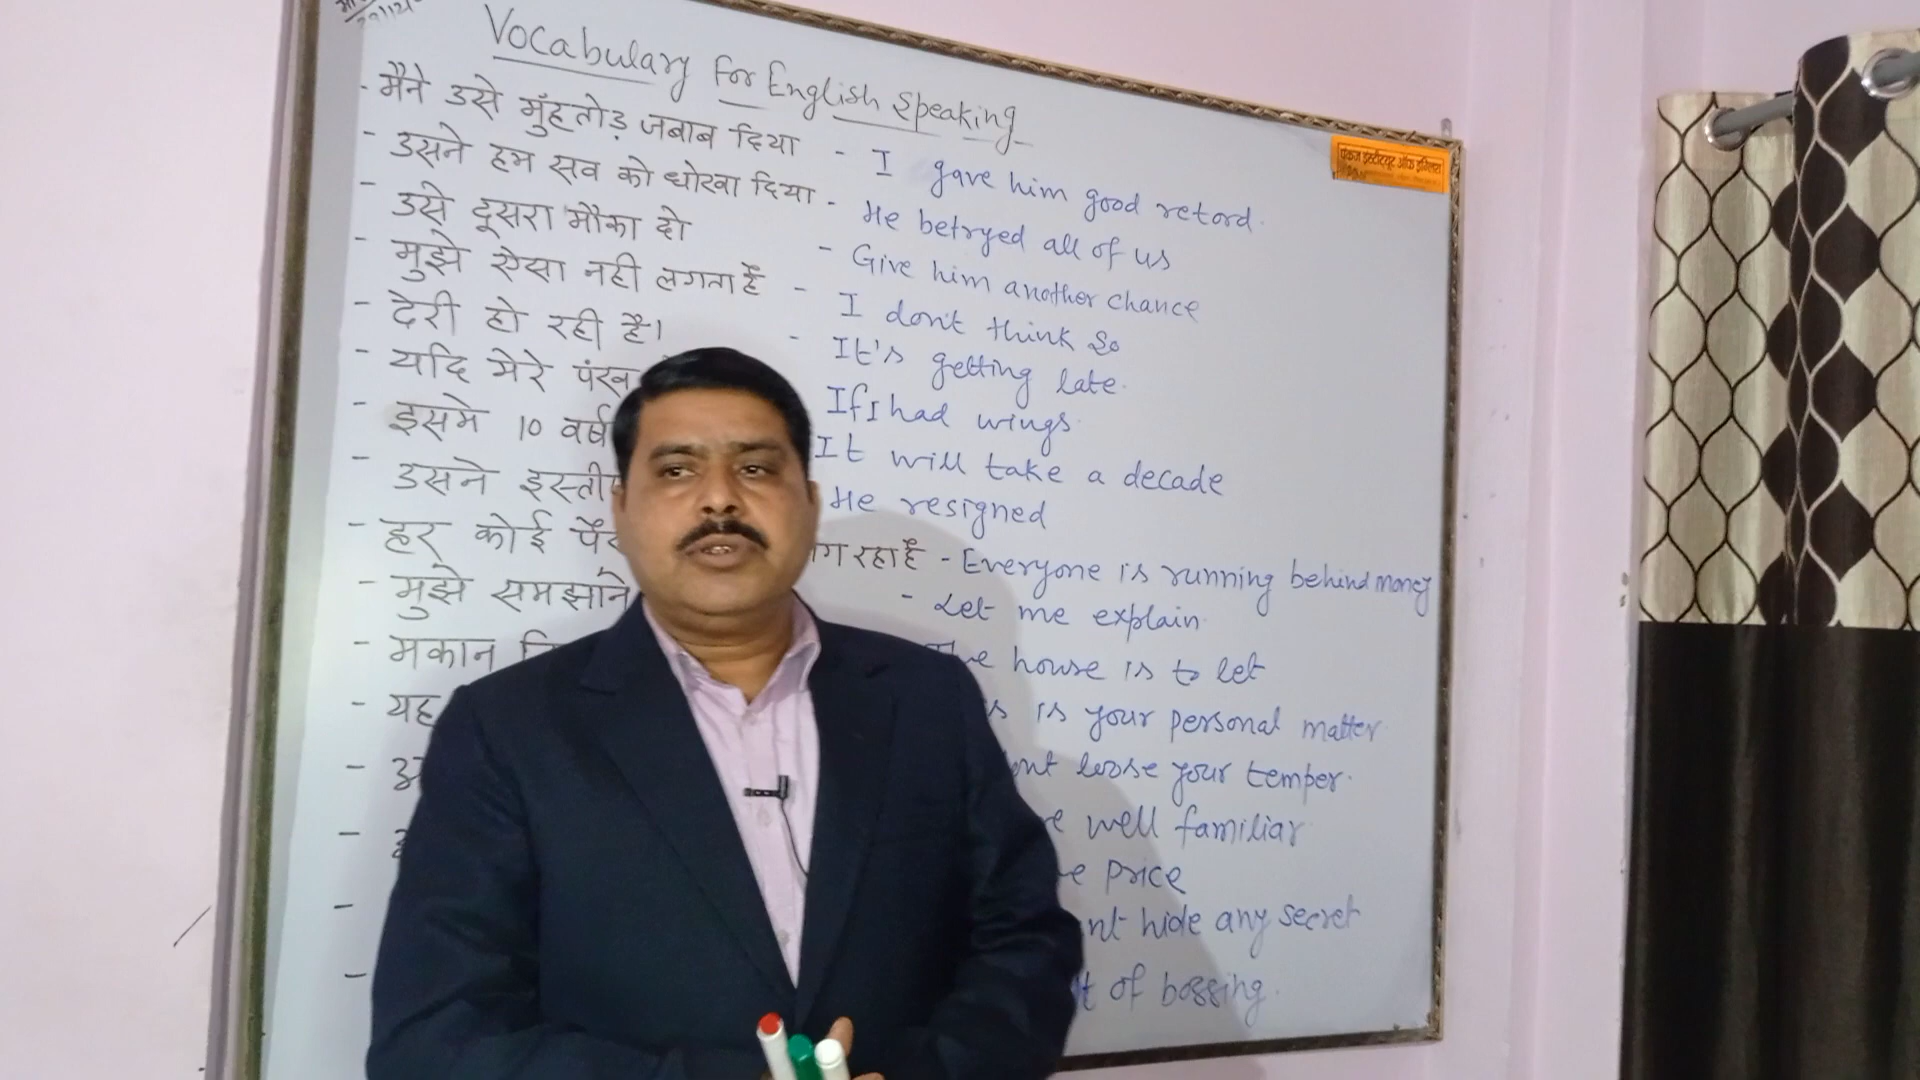 Vocabulary For English Speaking
- मैने उसे मुंहतोड़ जबाब दिया - I gave him good retord.
- उसने हम सव को धोखा दिया - He betryed all of us
- उसे दूसरा मौका दो - Give him another chance
- मुझे ऐसा नही लगता है - I don't think so
- देरी हो रही है। - It's getting late.
- यदि मेरे पंख If I had wings.
- इसमे 10 वर्ष It will take a decade
- उसने He resigned
- हर कोई रहा है - Everyone is running behind money
- मुझे समझाने - Let me explain.
- मकान house is to let
- यह is your personal matter.
- loose your temper.
- well familiar
- price
- hide any secret
of bossing.
पंकज इंस्टीटयूट ऑफ इंग्लिश